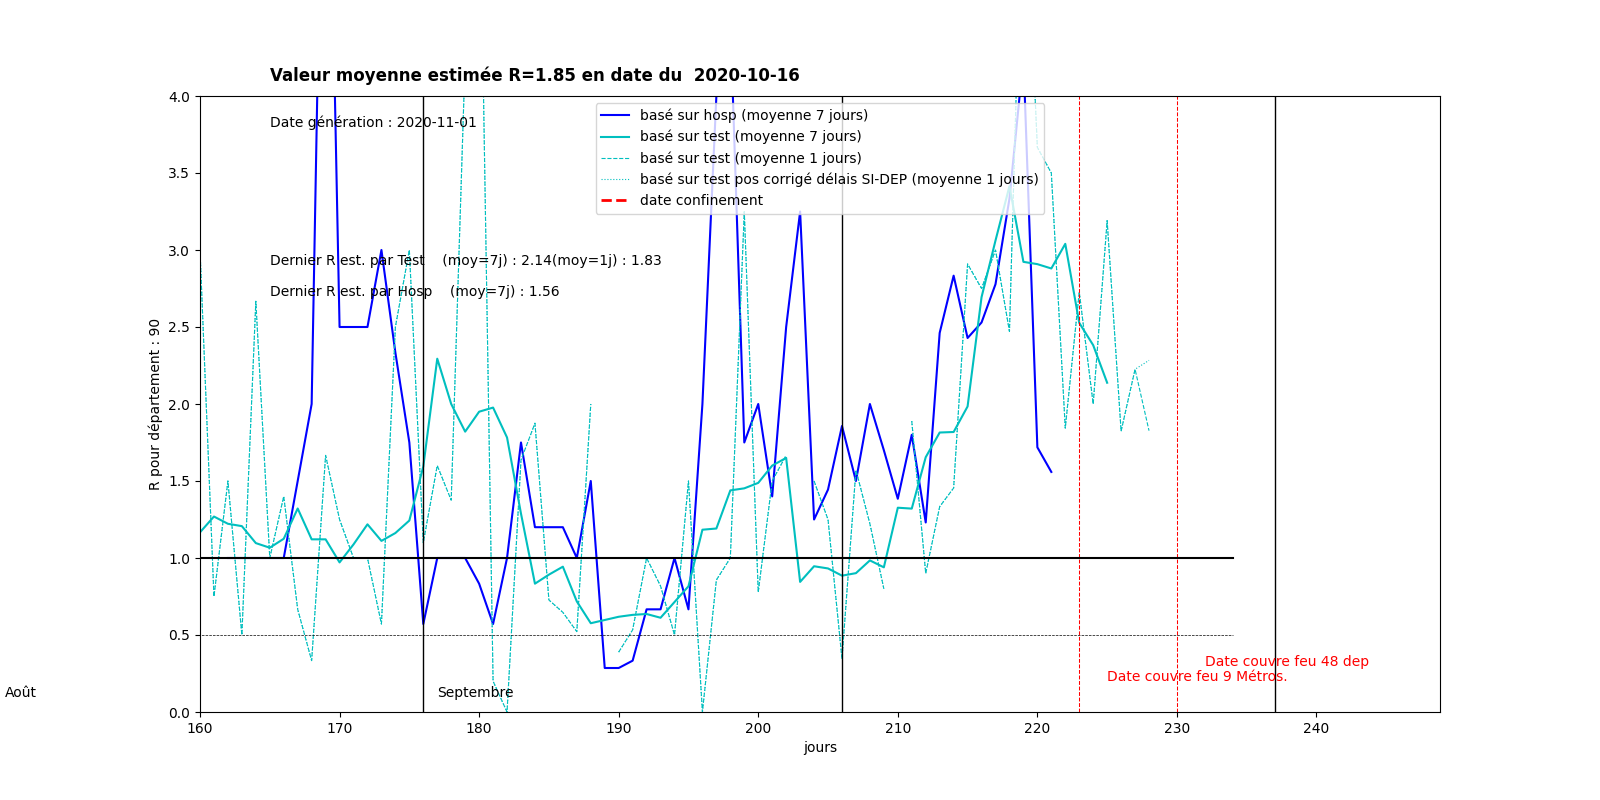 Valeur moyenne estimée R=1.85 en date du  2020-10-16
4.0
Date génération : 2020-11-01
basé sur hosp (moyenne 7 jours)
basé sur test (moyenne 7 jours)
basé sur test (moyenne 1 jours)
basé sur test pos corrigé délais SI-DEP (moyenne 1 jours)
date confinement
3.5
3.0
Dernier R est. par Test    (moy=7j) : 2.14(moy=1j) : 1.83
Dernier R est. par Hosp    (moy=7j) : 1.56
2.5
R pour département : 90
2.0
1.5
1.0
0.5
Date couvre feu 48 dep
Date couvre feu 9 Métros.
Août
Septembre
0.0
160 170 180 190 200 210 220 230 240
jours